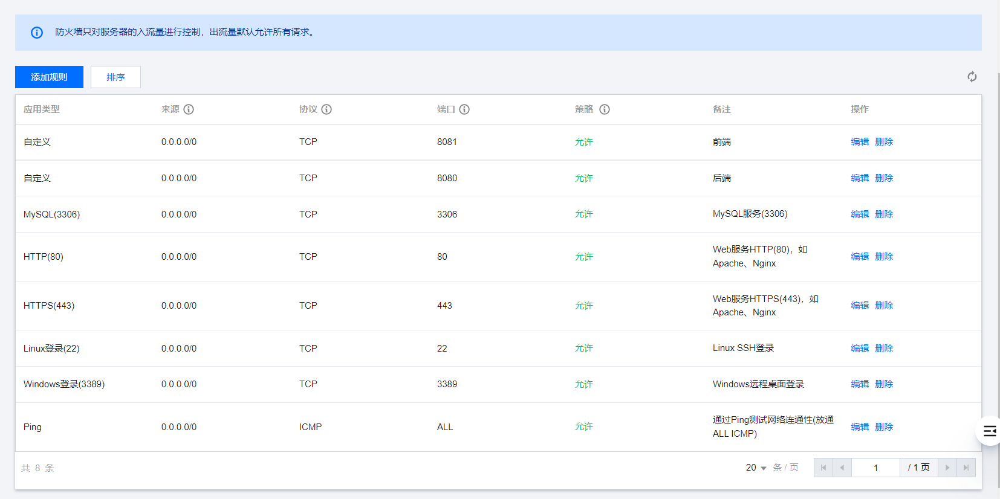 防火墙只对服务器的入流量进行控制，出流量默认允许所有请求。
添加规则 排序
应用类型 来源 协议 端口 策略 备注 操作
自定义 0.0.0.0/0 TCP 8081 允许 前端 编辑 删除
自定义 0.0.0.0/0 TCP 8080 允许 后端 编辑 删除
MySQL(3306) 0.0.0.0/0 TCP 3306 允许 MySQL服务(3306) 编辑 删除
HTTP(80) 0.0.0.0/0 TCP 80 允许 Web服务HTTP(80)，如
Apache、Nginx 编辑 删除
HTTPS(443) 0.0.0.0/0 TCP 443 允许 Web服务HTTPS(443)，如
Apache、Nginx 编辑 删除
Linux登录(22) 0.0.0.0/0 TCP 22 允许 Linux SSH登录 编辑 删除
Windows登录(3389) 0.0.0.0/0 TCP 3389 允许 Windows远程桌面登录 编辑 删除
Ping 0.0.0.0/0 ICMP ALL 允许 通过Ping测试网络连通性(放通
ALL ICMP) 编辑 删除
共 8 条 20 条 / 页 1 / 1 页